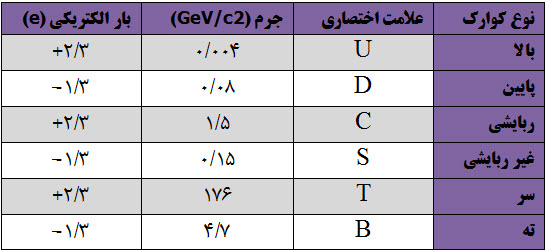 نوع کوارک علامت اختصاری جرم (GeV/c2) بار الکتریکی (e)
بالا U ۰/۰۰۴ +۲/۳
پایین D ۰/۰۸ −۱/۳
ربایشی C ۱/۵ +۲/۳
غیر ربایشی S ۰/۱۵ −۱/۳
سر T ۱۷۶ +۲/۳
ته B ۴/۷ −۱/۳